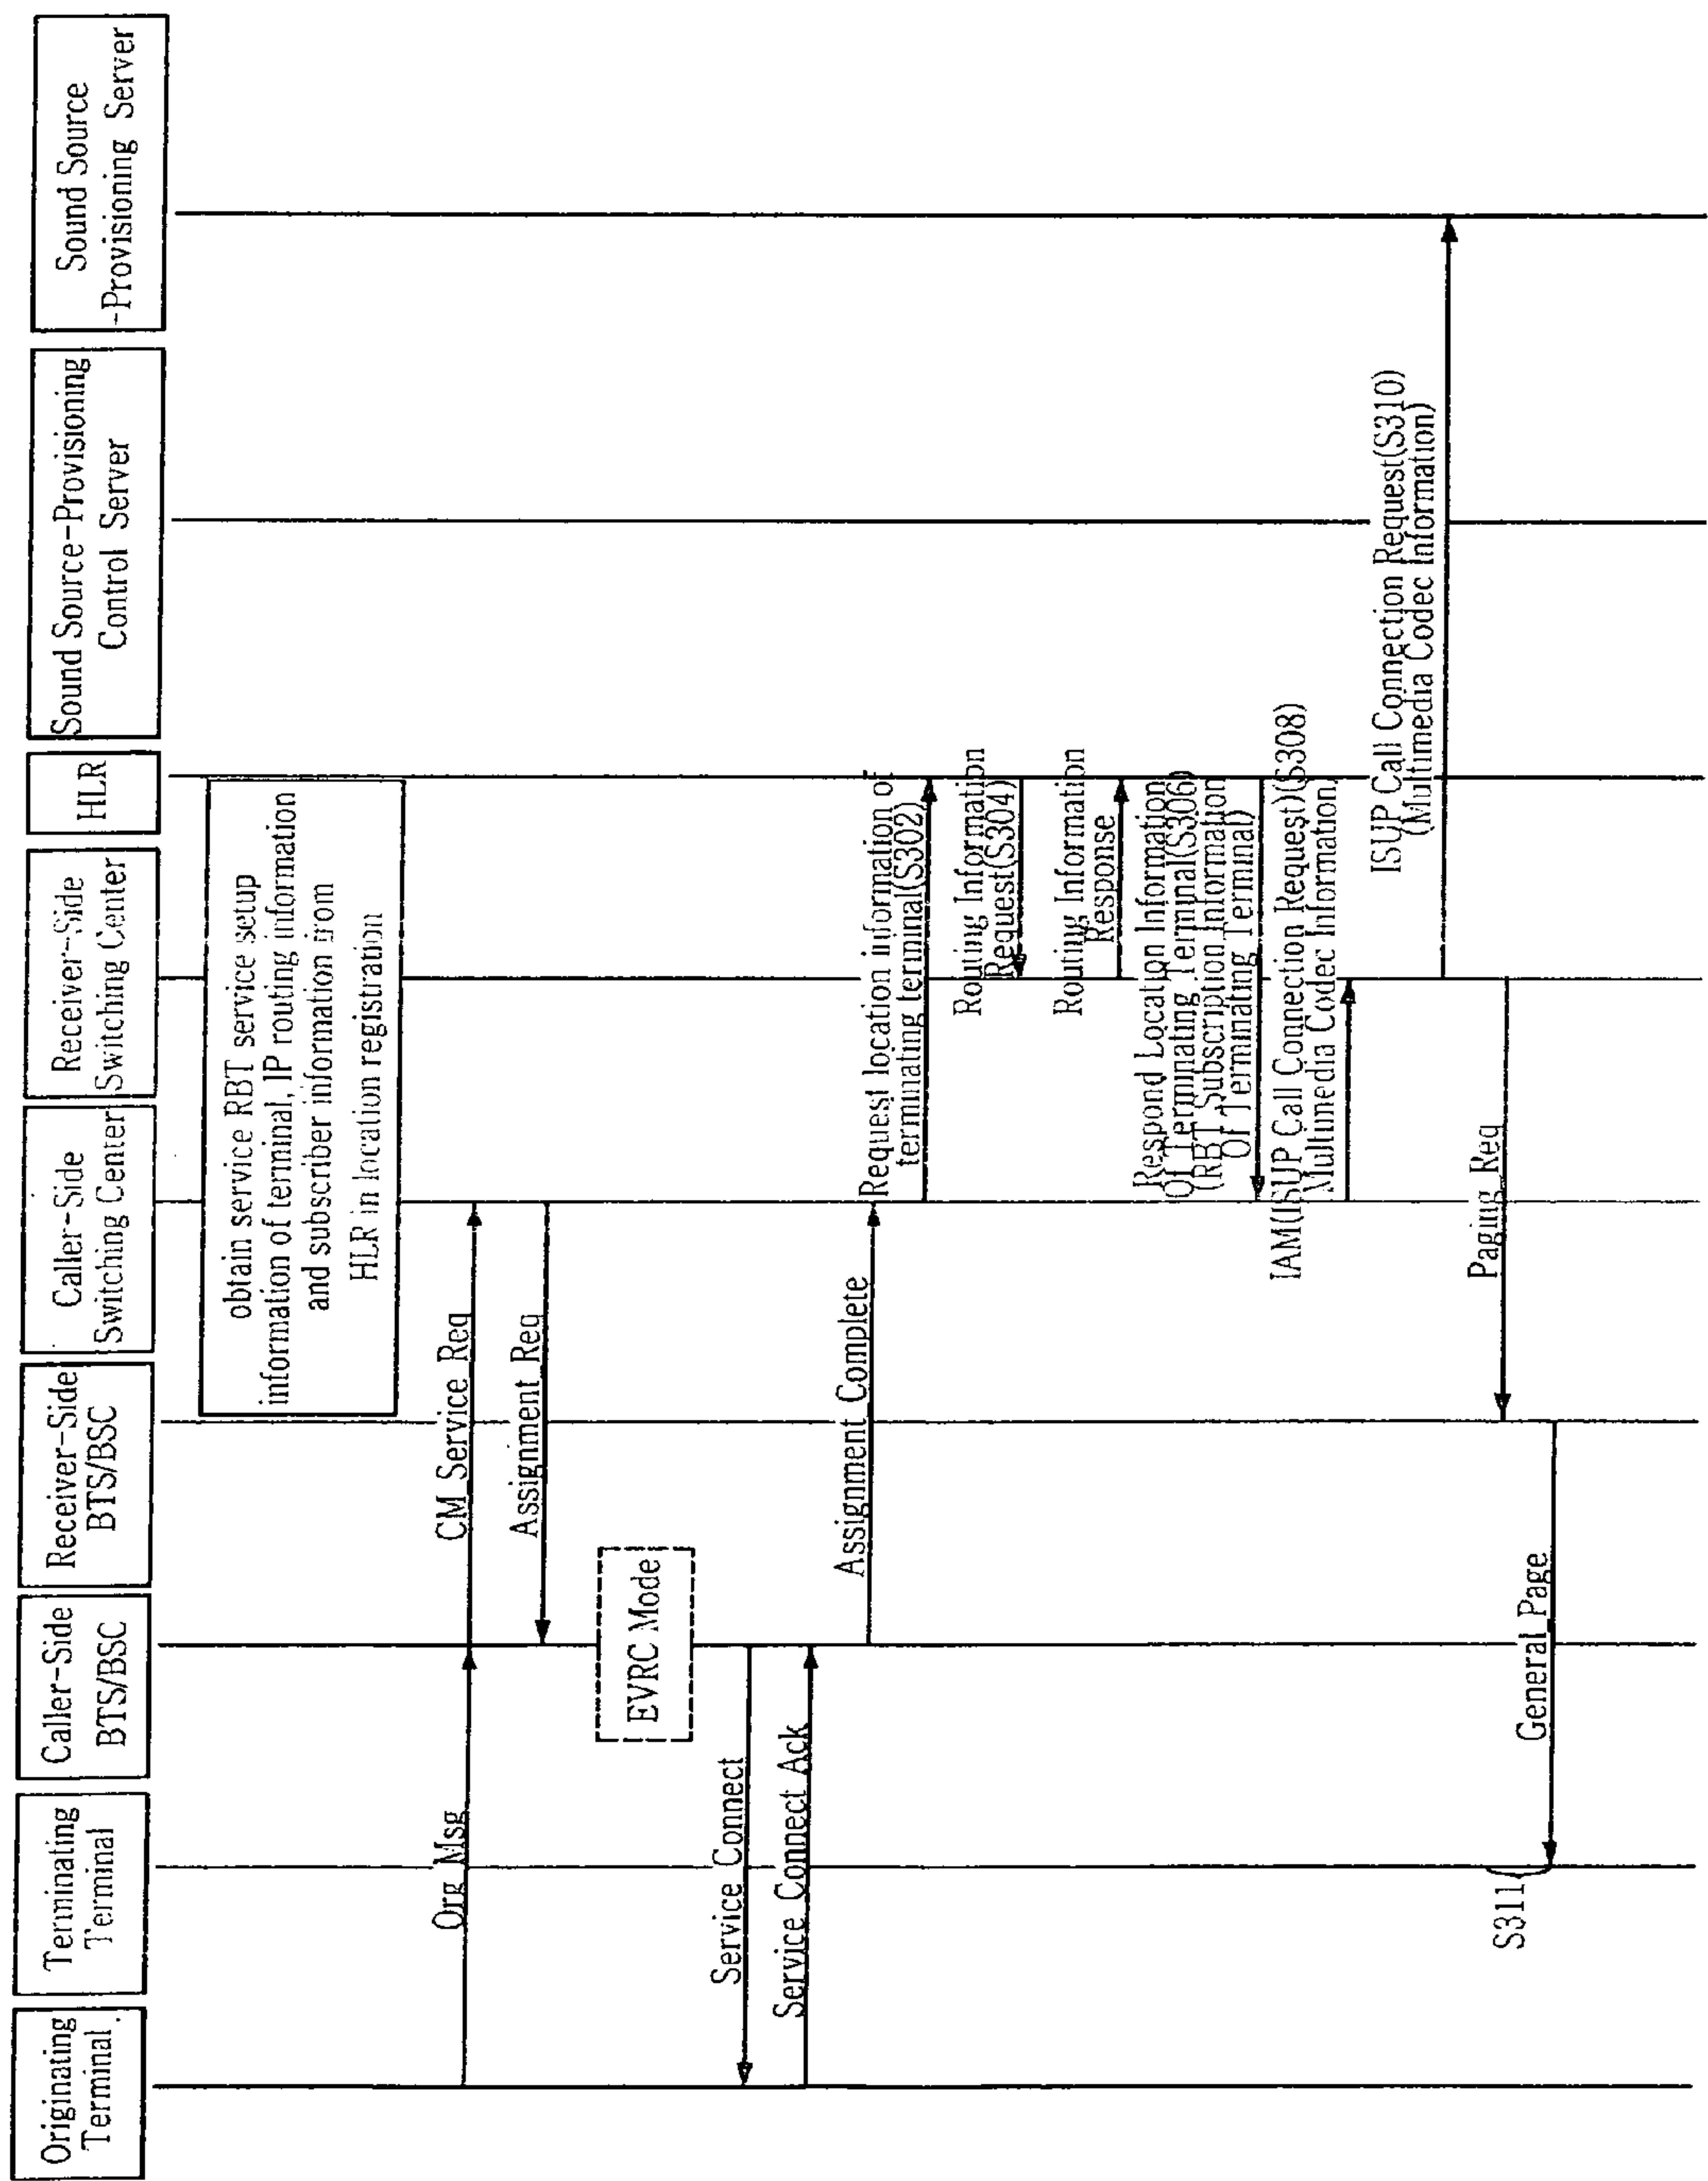 Originating
Terminal
Terminating
Terminal
Caller-Side
BTS/BSC
Receiver-Side
BTS/BSC
Caller-Side
Switching Center
Receiver-Side
Switching Center
HLR
Sound Source-Provisioning
Control Server
Sound Source
-Provisioning Server
obtain service RBT service setup
information of terminal, IP routing information
and subscriber information from
HLR in location registration
Org Msg
CM Service Req
Assignment Req
EVRC Mode
Service Connect
Service Connect Ack
Assignment Complete
Request location information of
terminating terminal(S302)
Routing Information
Request(S304)
Routing Information
Response
Respond Location Information
Of Terminating Terminal(S306)
(RBT Subscription Information
Of Terminating Terminal)
IAM(ISUP Call Connection Request)(S308)
Multimedia Codec Information)
ISUP Call Connection Request(S310)
(Multimedia Codec Information)
Paging Req
General Page
S311